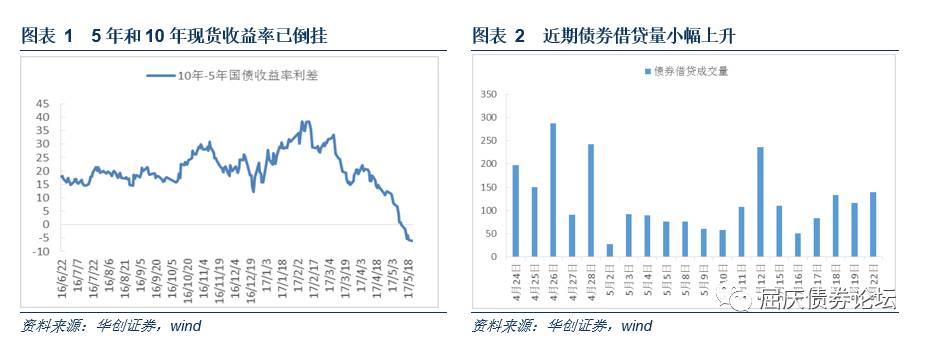 图表 1 5 年和 10 年现货收益率已倒挂
10年-5年国债收益率利差
45
40
35
30
25
20
15
10
5
0
-5
-10
16/6/22
16/7/7
16/7/22
16/8/6
16/8/21
16/9/5
16/9/20
16/10/5
16/10/20
16/11/4
16/11/19
16/12/4
16/12/19
17/1/3
17/1/18
17/2/2
17/2/17
17/3/4
17/3/19
17/4/3
17/4/18
17/5/3
17/5/18
资料来源：华创证券，wind
图表 2 近期债券借贷量小幅上升
债券借贷成交量
350
300
250
200
150
100
50
0
4月24日
4月25日
4月26日
4月27日
4月28日
5月2日
5月3日
5月4日
5月5日
5月8日
5月9日
5月10日
5月11日
5月12日
5月15日
5月16日
5月17日
5月18日
5月19日
5月22日
屈庆债券论坛
资料来源：华创证券，wind